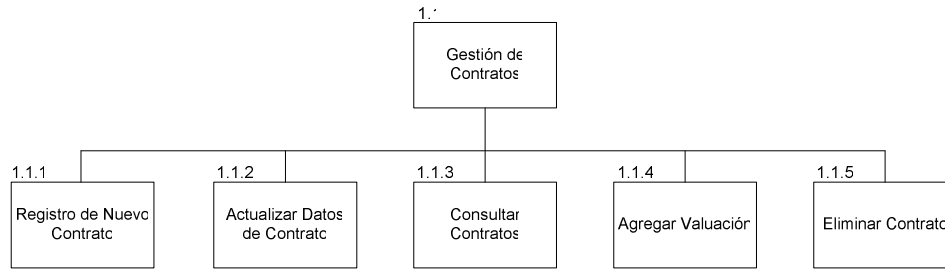 1.1
Gestión de
Contratos
1.1.1
1.1.2
1.1.3
1.1.4
1.1.5
Registro de Nuevo
Contrato
Actualizar Datos
de Contrato
Consultar
Contratos
Agregar Valuación
Eliminar Contrato